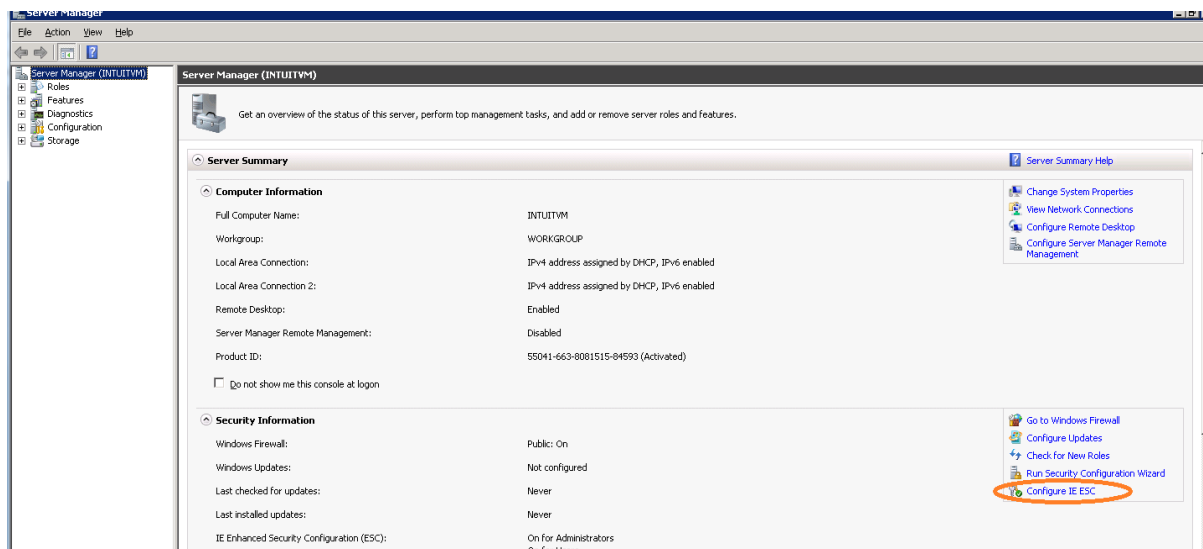 Server Manager
File Action View Help
Server Manager (INTUITVM)
Roles
Features
Diagnostics
Configuration
Storage
Server Manager (INTUITVM)
Get an overview of the status of this server, perform top management tasks, and add or remove server roles and features.
Server Summary
Server Summary Help
Computer Information
Full Computer Name: INTUITVM
Workgroup: WORKGROUP
Local Area Connection: IPv4 address assigned by DHCP, IPv6 enabled
Local Area Connection 2: IPv4 address assigned by DHCP, IPv6 enabled
Remote Desktop: Enabled
Server Manager Remote Management: Disabled
Product ID: 55041-663-8081515-84593 (Activated)
Do not show me this console at logon
Change System Properties
View Network Connections
Configure Remote Desktop
Configure Server Manager Remote
Management
Security Information
Windows Firewall: Public: On
Windows Updates: Not configured
Last checked for updates: Never
Last installed updates: Never
IE Enhanced Security Configuration (ESC): On for Administrators
Go to Windows Firewall
Configure Updates
Check for New Roles
Run Security Configuration Wizard
Configure IE ESC